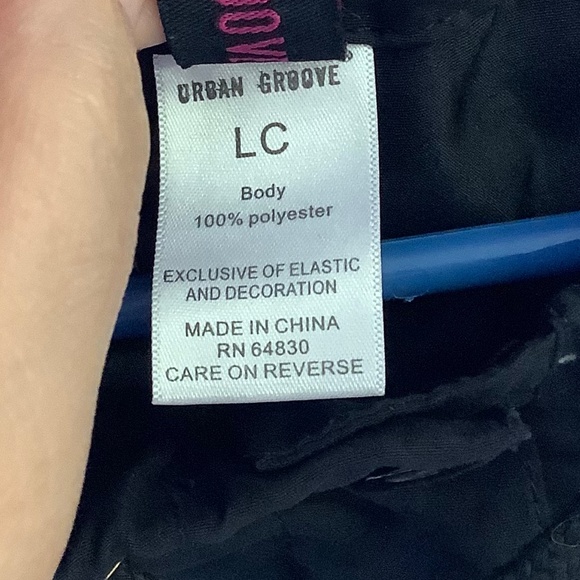 URBAN GROOVE
LC
Body
100% polyester
EXCLUSIVE OF ELASTIC
AND DECORATION
MADE IN CHINA
RN 64830
CARE ON REVERSE